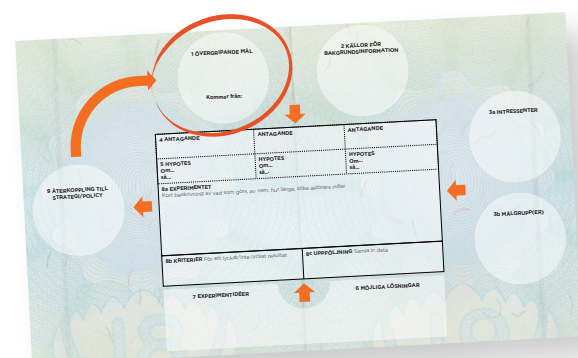 1 ÖVERGRIPANDE MÅL
Kommer från:
2 KÄLLOR FÖR
BAKGRUNDSINFORMATION
3a INTRESSENTER
3b MÅLGRUPP(ER)
4 ANTAGANDE
ANTAGANDE
ANTAGANDE
5 HYPOTES
Om...
så...
HYPOTES
Om...
så...
HYPOTES
Om...
så...
8a EXPERIMENTET
Kort beskrivning av vad som görs, av vem, hur länge, olika aktörers roller
8b KRITERIER För ett lyckat/inte lyckat resultat
8c UPPFÖLJNING Samla in data
7 EXPERIMENTIDÉER
6 MÖJLIGA LÖSNINGAR
9 ÅTERKOPPLING TILL
STRATEGI/POLICY